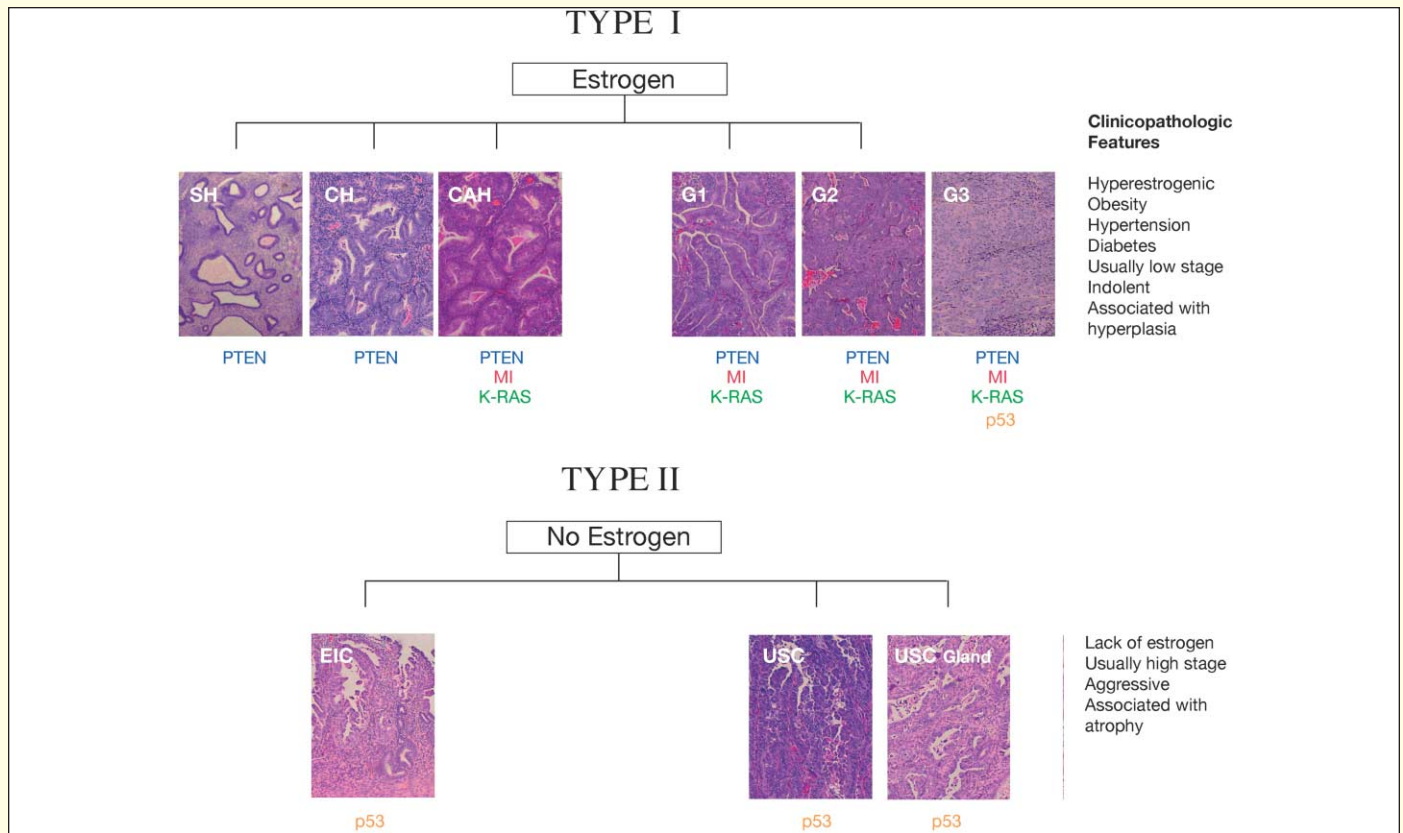 TYPE I
Estrogen
Clinicopathologic
Features
SH
CH
CAH
G1
G2
G3
Hyperestrogenic
Obesity
Hypertension
Diabetes
Usually low stage
Indolent
Associated with
hyperplasia
PTEN
PTEN
PTEN
MI
K-RAS
PTEN
MI
K-RAS
PTEN
MI
K-RAS
PTEN
MI
K-RAS
p53
TYPE II
No Estrogen
EIC
USC
USC Gland
Lack of estrogen
Usually high stage
Aggressive
Associated with
atrophy
p53
p53
p53